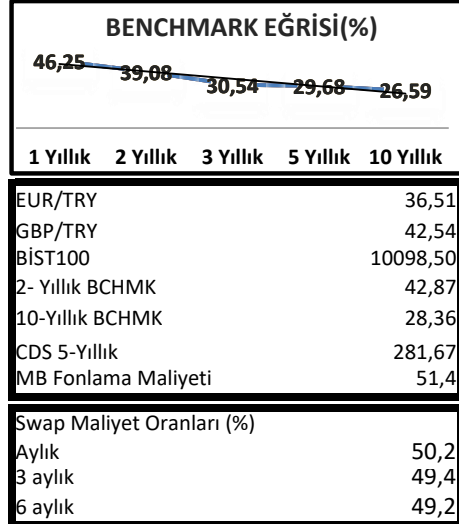 BENCHMARK EĞRİSİ(%)
46,25 39,08 30,54 29,68 26,59
1 Yıllık 2 Yıllık 3 Yıllık 5 Yıllık 10 Yıllık
EUR/TRY 36,51
GBP/TRY 42,54
BİST100 10098,50
2- Yıllık BCHMK 42,87
10-Yıllık BCHMK 28,36
CDS 5-Yıllık 281,67
MB Fonlama Maliyeti 51,4
Swap Maliyet Oranları (%)
Aylık 50,2
3 aylık 49,4
6 aylık 49,2